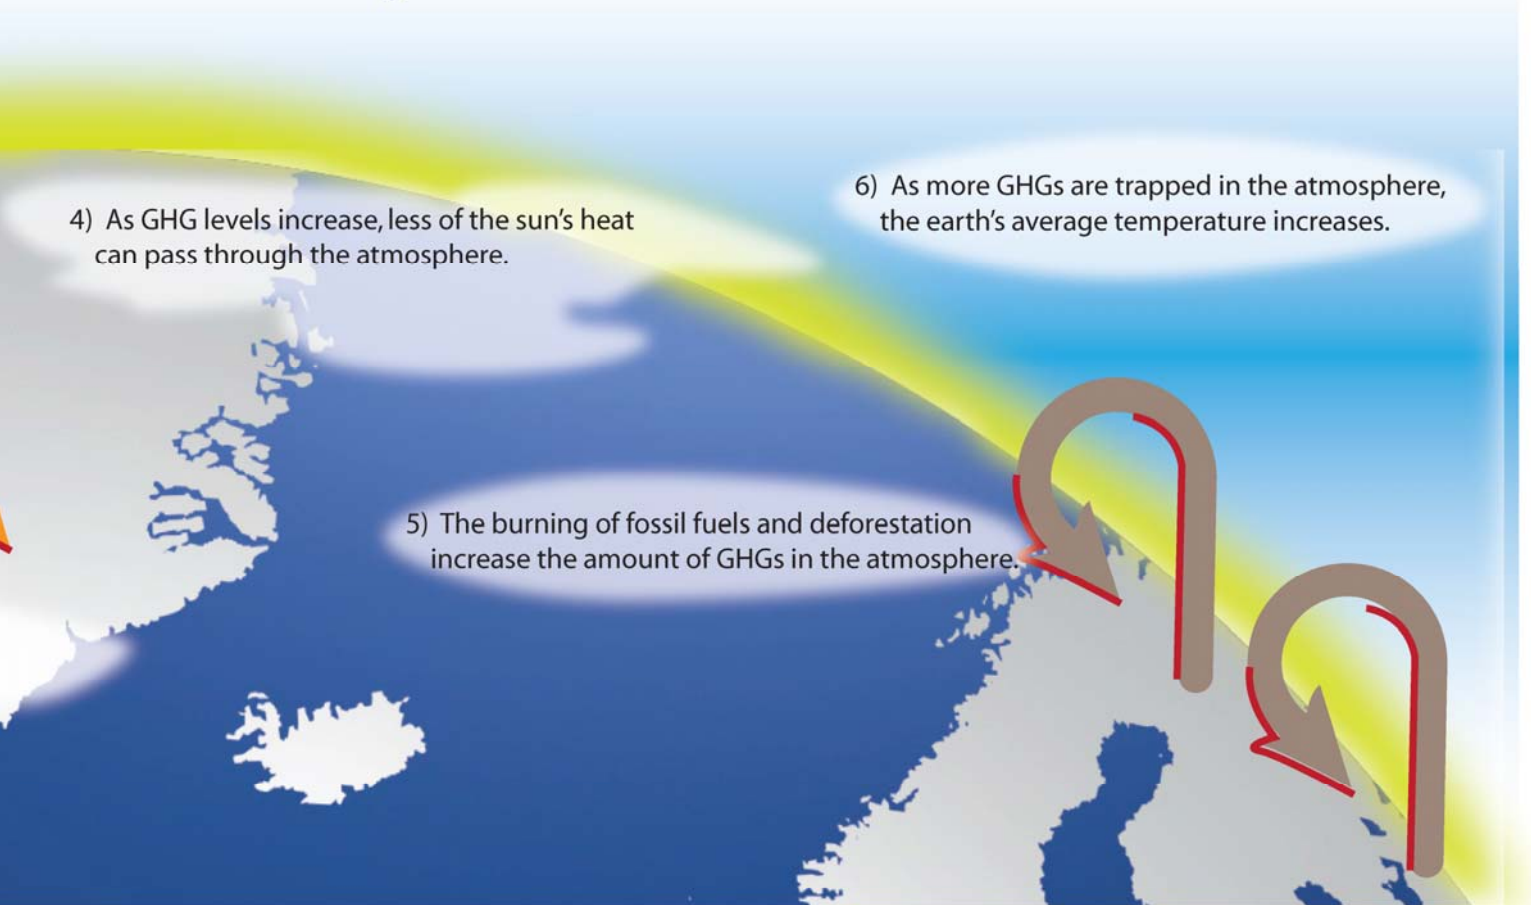 4) As GHG levels increase, less of the sun's heat
can pass through the atmosphere.
6) As more GHGs are trapped in the atmosphere,
the earth's average temperature increases.
5) The burning of fossil fuels and deforestation
increase the amount of GHGs in the atmosphere.